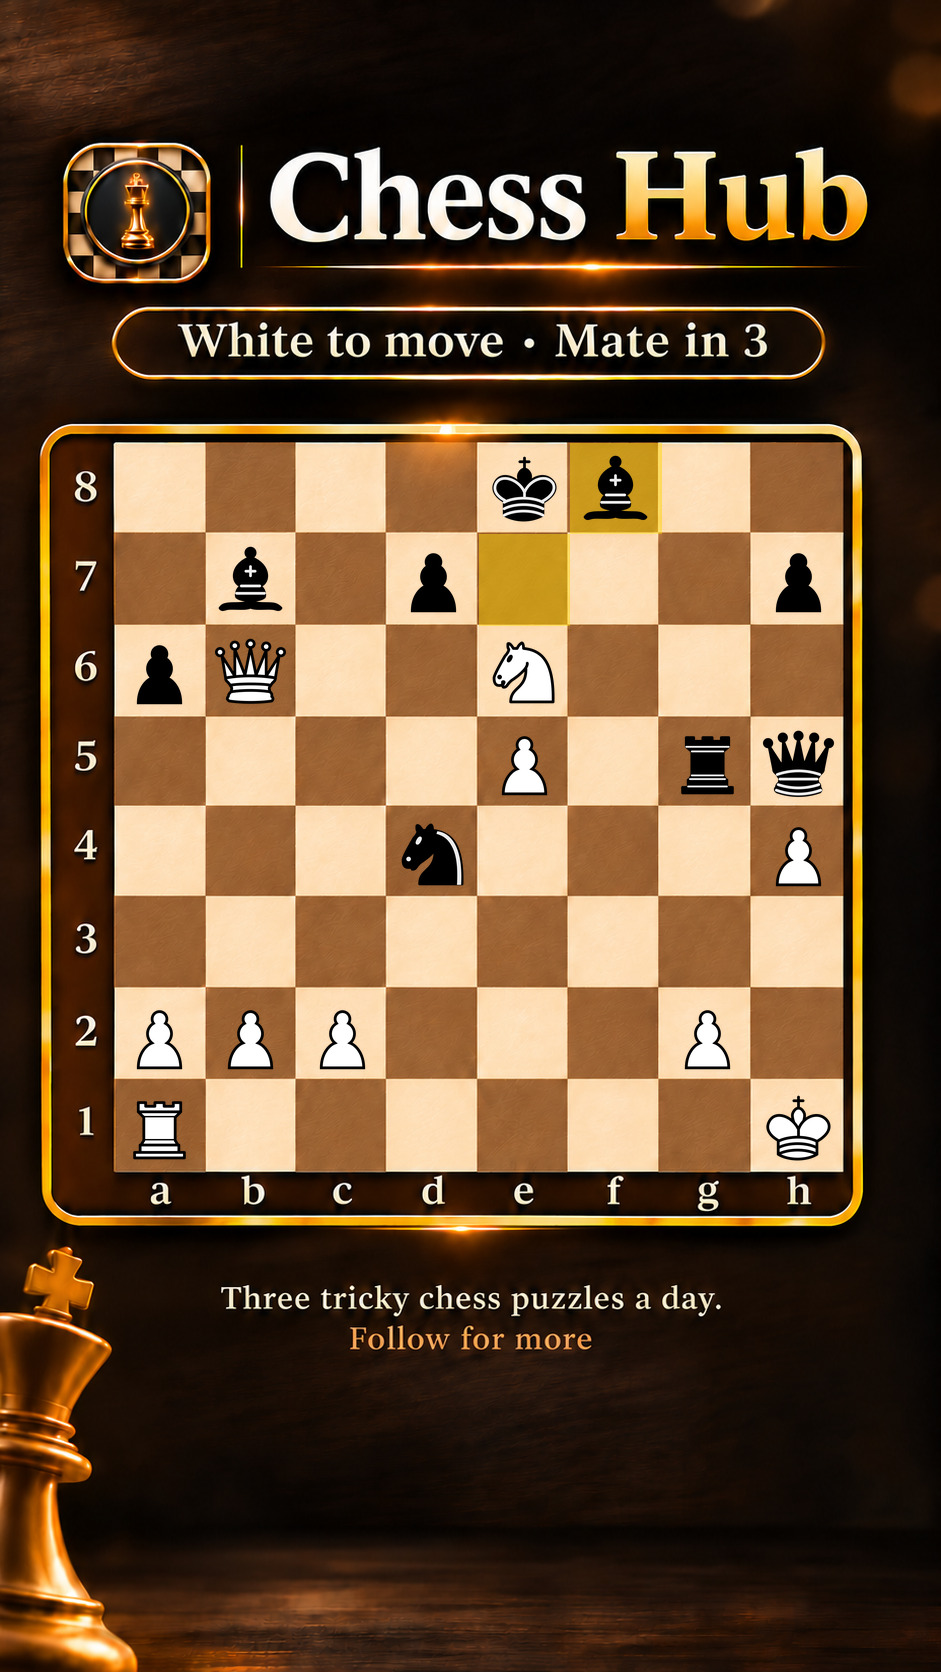 Chess Hub
White to move • Mate in 3
8
7
6
5
4
3
2
1
a b c d e f g h
Three tricky chess puzzles a day.
Follow for more